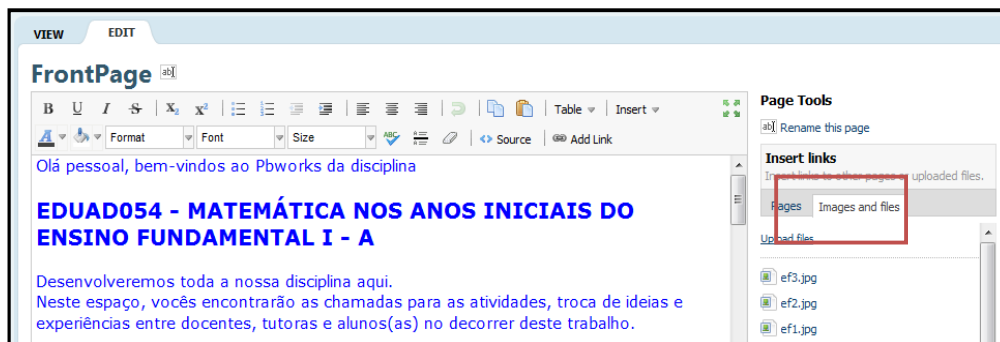 VIEW EDIT
FrontPage
B U I S X₂ X² Table Insert
A Format Font Size ABC Source Add Link
Olá pessoal, bem-vindos ao Pbworks da disciplina
EDUAD054 - MATEMÁTICA NOS ANOS INICIAIS DO
ENSINO FUNDAMENTAL I - A
Desenvolveremos toda a nossa disciplina aqui.
Neste espaço, vocês encontrarão as chamadas para as atividades, troca de ideias e
experiências entre docentes, tutoras e alunos(as) no decorrer deste trabalho.
Page Tools
Rename this page
Insert links
Insert links to other pages or uploaded files.
Pages Images and files
Upload files
ef3.jpg
ef2.jpg
ef1.jpg